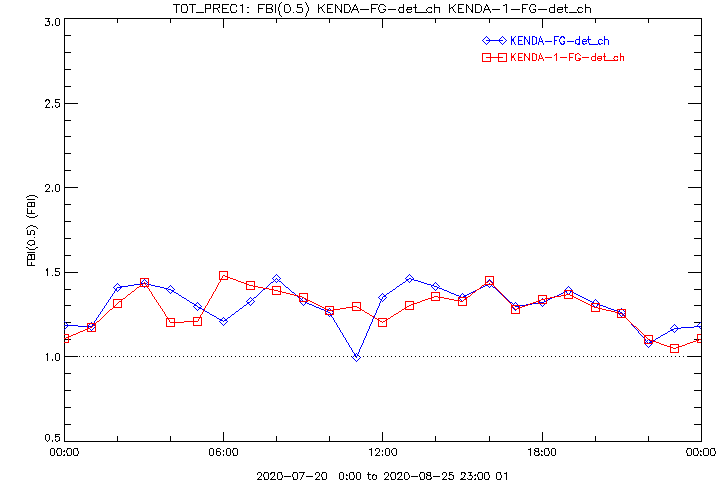 TOT_PREC1: FBI(0.5) KENDA-FG-det_ch KENDA-1-FG-det_ch
KENDA-FG-det_ch
KENDA-1-FG-det_ch
FBI(0.5) (FBI)
3.0
2.5
2.0
1.5
1.0
0.5
00:00 06:00 12:00 18:00 00:00
2020-07-20 0:00 to 2020-08-25 23:00 01